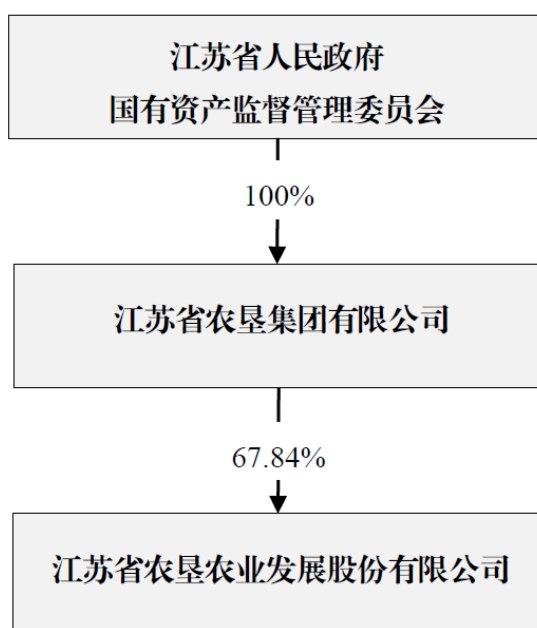 江苏省人民政府
国有资产监督管理委员会
100%
江苏省农垦集团有限公司
67.84%
江苏省农垦农业发展股份有限公司